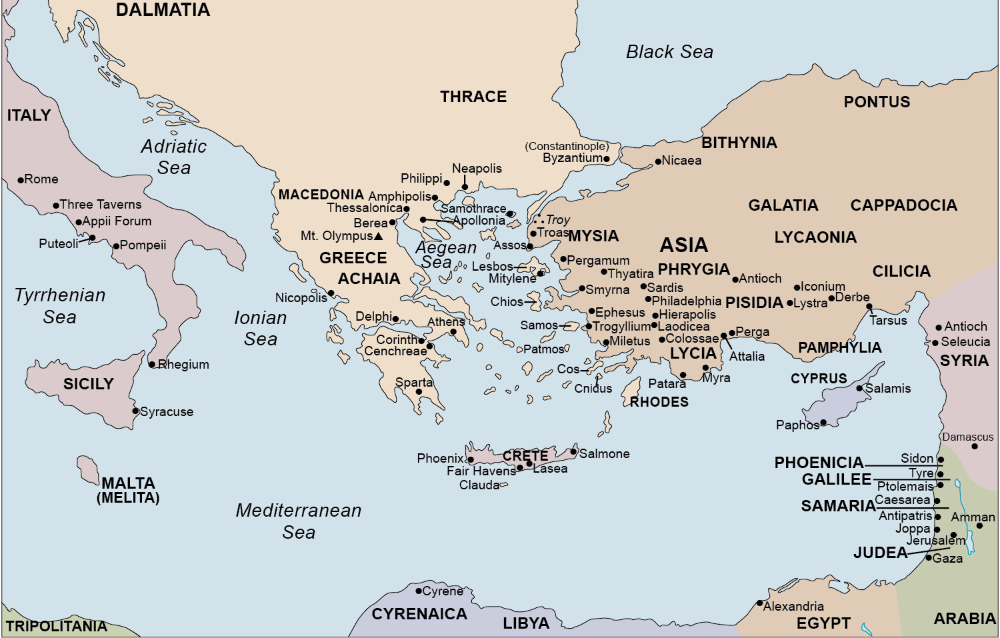 DALMATIA
Black Sea
THRACE
PONTUS
ITALY
Adriatic
Sea
(Constantinople)
Byzantium
BITHYNIA
Nicaea
Rome
Neapolis
Philippi
MACEDONIA
Amphipolis
Thessalonica
Samothrace
Apollonia
Three Taverns
Appii Forum
Berea
Mt. Olympus
Troy
Troas
GALATIA
CAPPADOCIA
Puteoli
Pompeii
GREECE
ACHAIA
Aegean
Sea
Assos
MYSIA
ASIA
LYCAONIA
Lesbos
Mitylene
Pergamum
Thyatira
PHRYGIA
Antioch
CILICIA
Tyrrhenian
Sea
Nicopolis
Ionian
Sea
Chios
Smyrna
Sardis
Philadelphia
PISIDIA
Iconium
Lystra
Derbe
Tarsus
Delphi
Athens
Samos
Ephesus
Hierapolis
Trogyllium
Laodicea
Perga
Antioch
Seleucia
SYRIA
Corinth
Cenchreae
Patmos
Miletus
Colossae
LYCIA
Attalia
PAMPHYLIA
Rhegium
SICILY
Sparta
Cos
Cnidus
Patara
Myra
RHODES
CYPRUS
Salamis
Paphos
Syracuse
Damascus
Phoenix
CRETE
Salmone
Fair Havens
Lasea
Clauda
PHOENICIA
Sidon
Tyre
GALILEE
Ptolemais
MALTA
(MELITA)
Mediterranean
Sea
SAMARIA
Caesarea
Antipatris
Amman
Joppa
Jerusalem
JUDEA
Gaza
Cyrene
CYRENAICA
LIBYA
Alexandria
EGYPT
ARABIA
TRIPOLITANIA